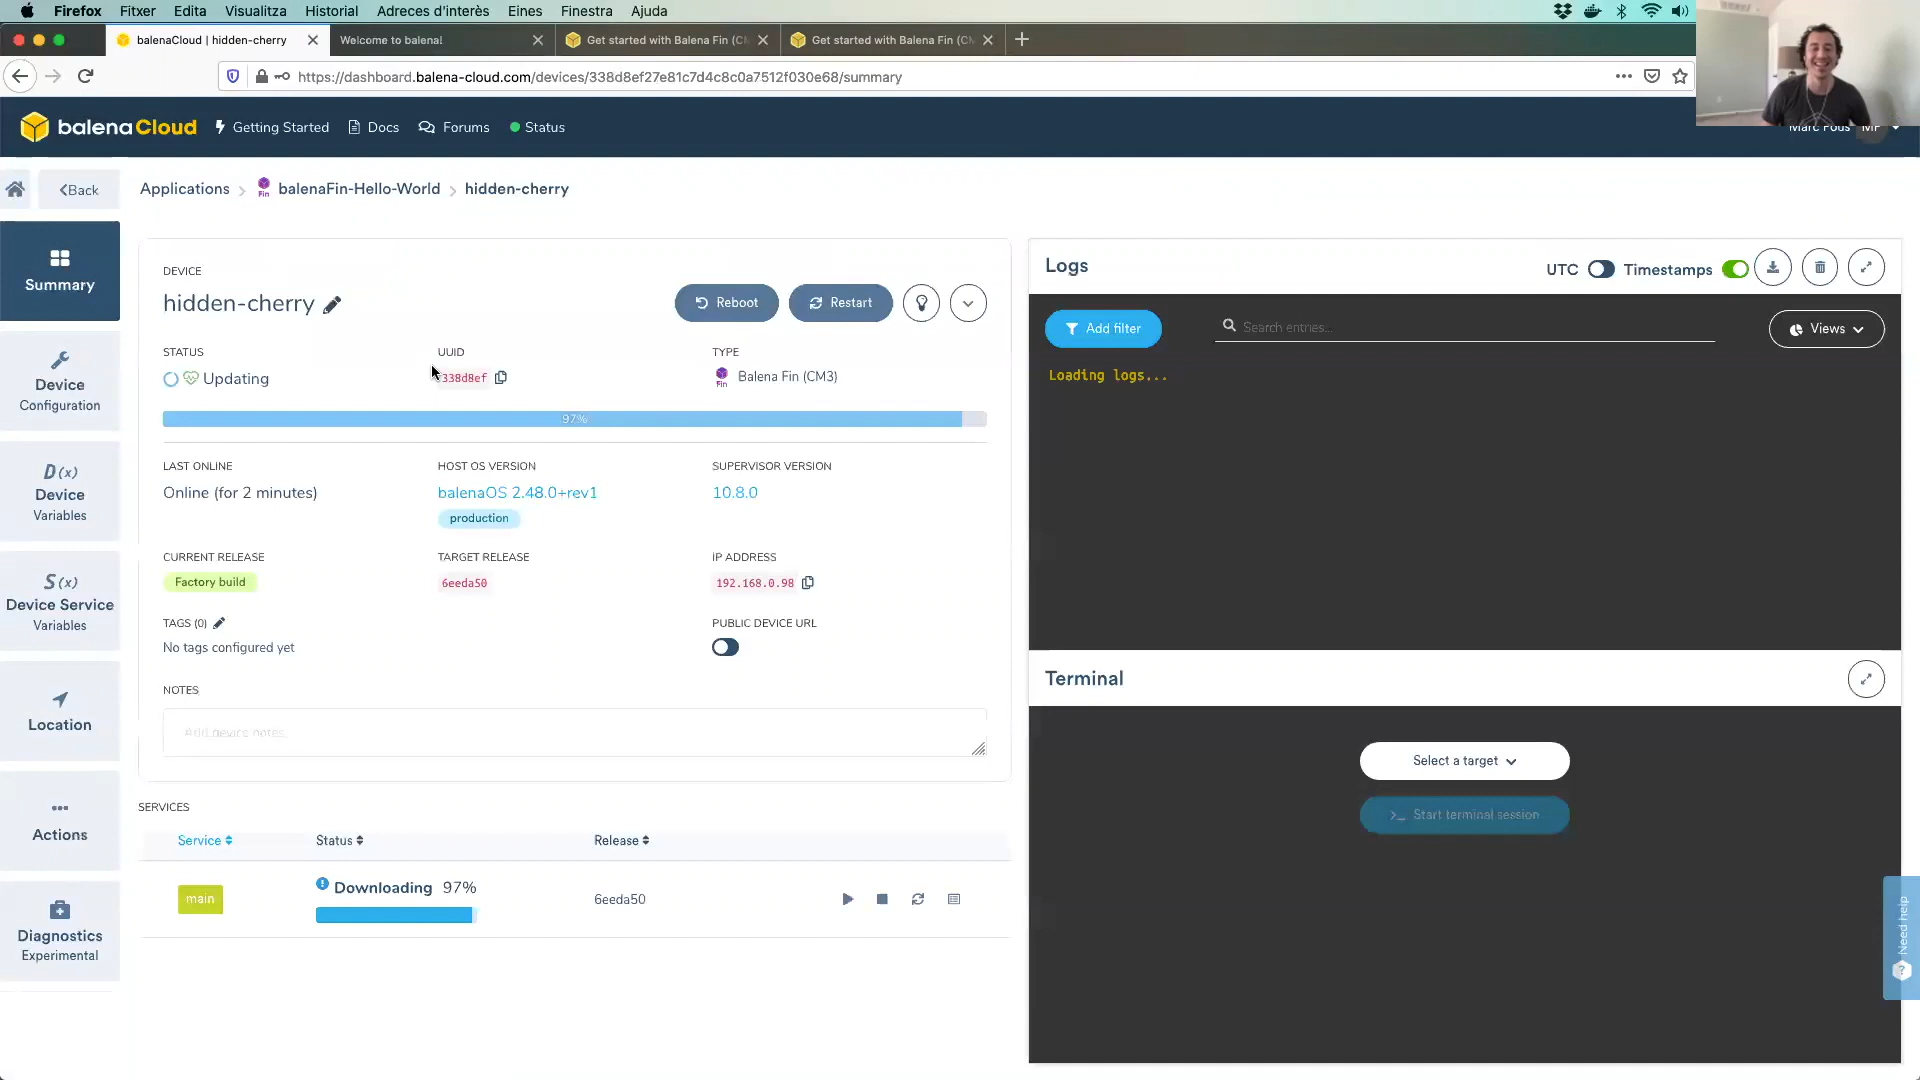 Firefox Fitxer Edita Visualitza Historial Adreces d'interès Eines Finestra Ajuda
balenaCloud | hidden-cherry
Welcome to balena!
Get started with Balena Fin (CM
Get started with Balena Fin (CM
https://dashboard.balena-cloud.com/devices/338d8ef27e81c7d4c8c0a7512f030e68/summary
balenaCloud
Getting Started
Docs
Forums
Status
Marc Pous MP
Back
Applications > balenaFin-Hello-World > hidden-cherry
Summary
Device
Configuration
D(x)
Device
Variables
S(x)
Device Service
Variables
Location
Actions
Diagnostics
Experimental
DEVICE
hidden-cherry
Reboot
Restart
STATUS
Updating
UUID
338d8ef
TYPE
Fin
Balena Fin (CM3)
97%
LAST ONLINE
Online (for 2 minutes)
HOST OS VERSION
balenaOS 2.48.0+rev1
production
SUPERVISOR VERSION
10.8.0
CURRENT RELEASE
Factory build
TARGET RELEASE
6eeda50
IP ADDRESS
192.168.0.98
TAGS (0)
No tags configured yet
PUBLIC DEVICE URL
NOTES
Add device notes...
SERVICES
Service Status Release
main
Downloading 97%
6eeda50
Logs
UTC
Timestamps
Add filter
Search entries...
Views
Loading logs...
Terminal
Select a target
>_ Start terminal session
Need help
?